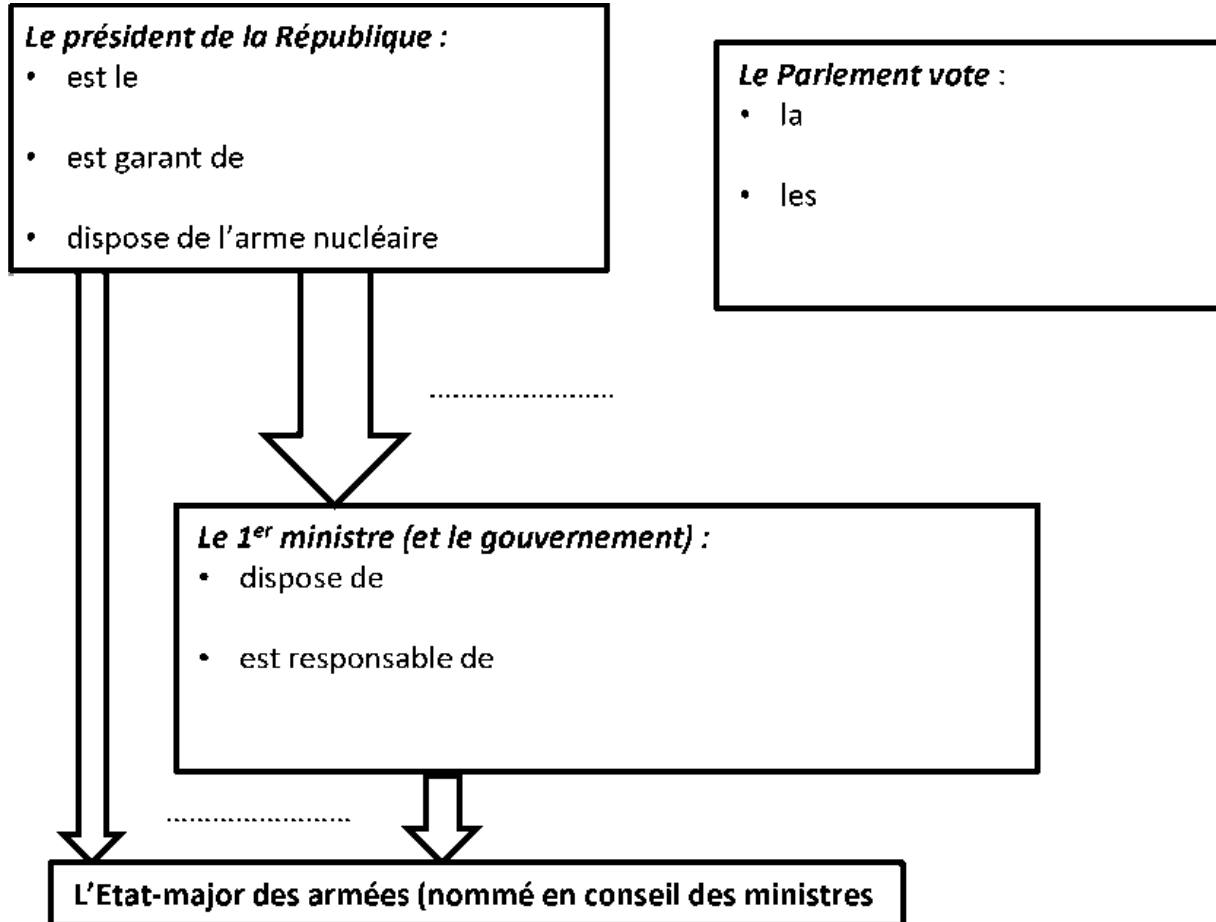 Le président de la République :
• est le
• est garant de
• dispose de l'arme nucléaire
Le Parlement vote :
• la
• les
.......................
Le 1er ministre (et le gouvernement) :
• dispose de
• est responsable de
.......................
L'Etat-major des armées (nommé en conseil des ministres